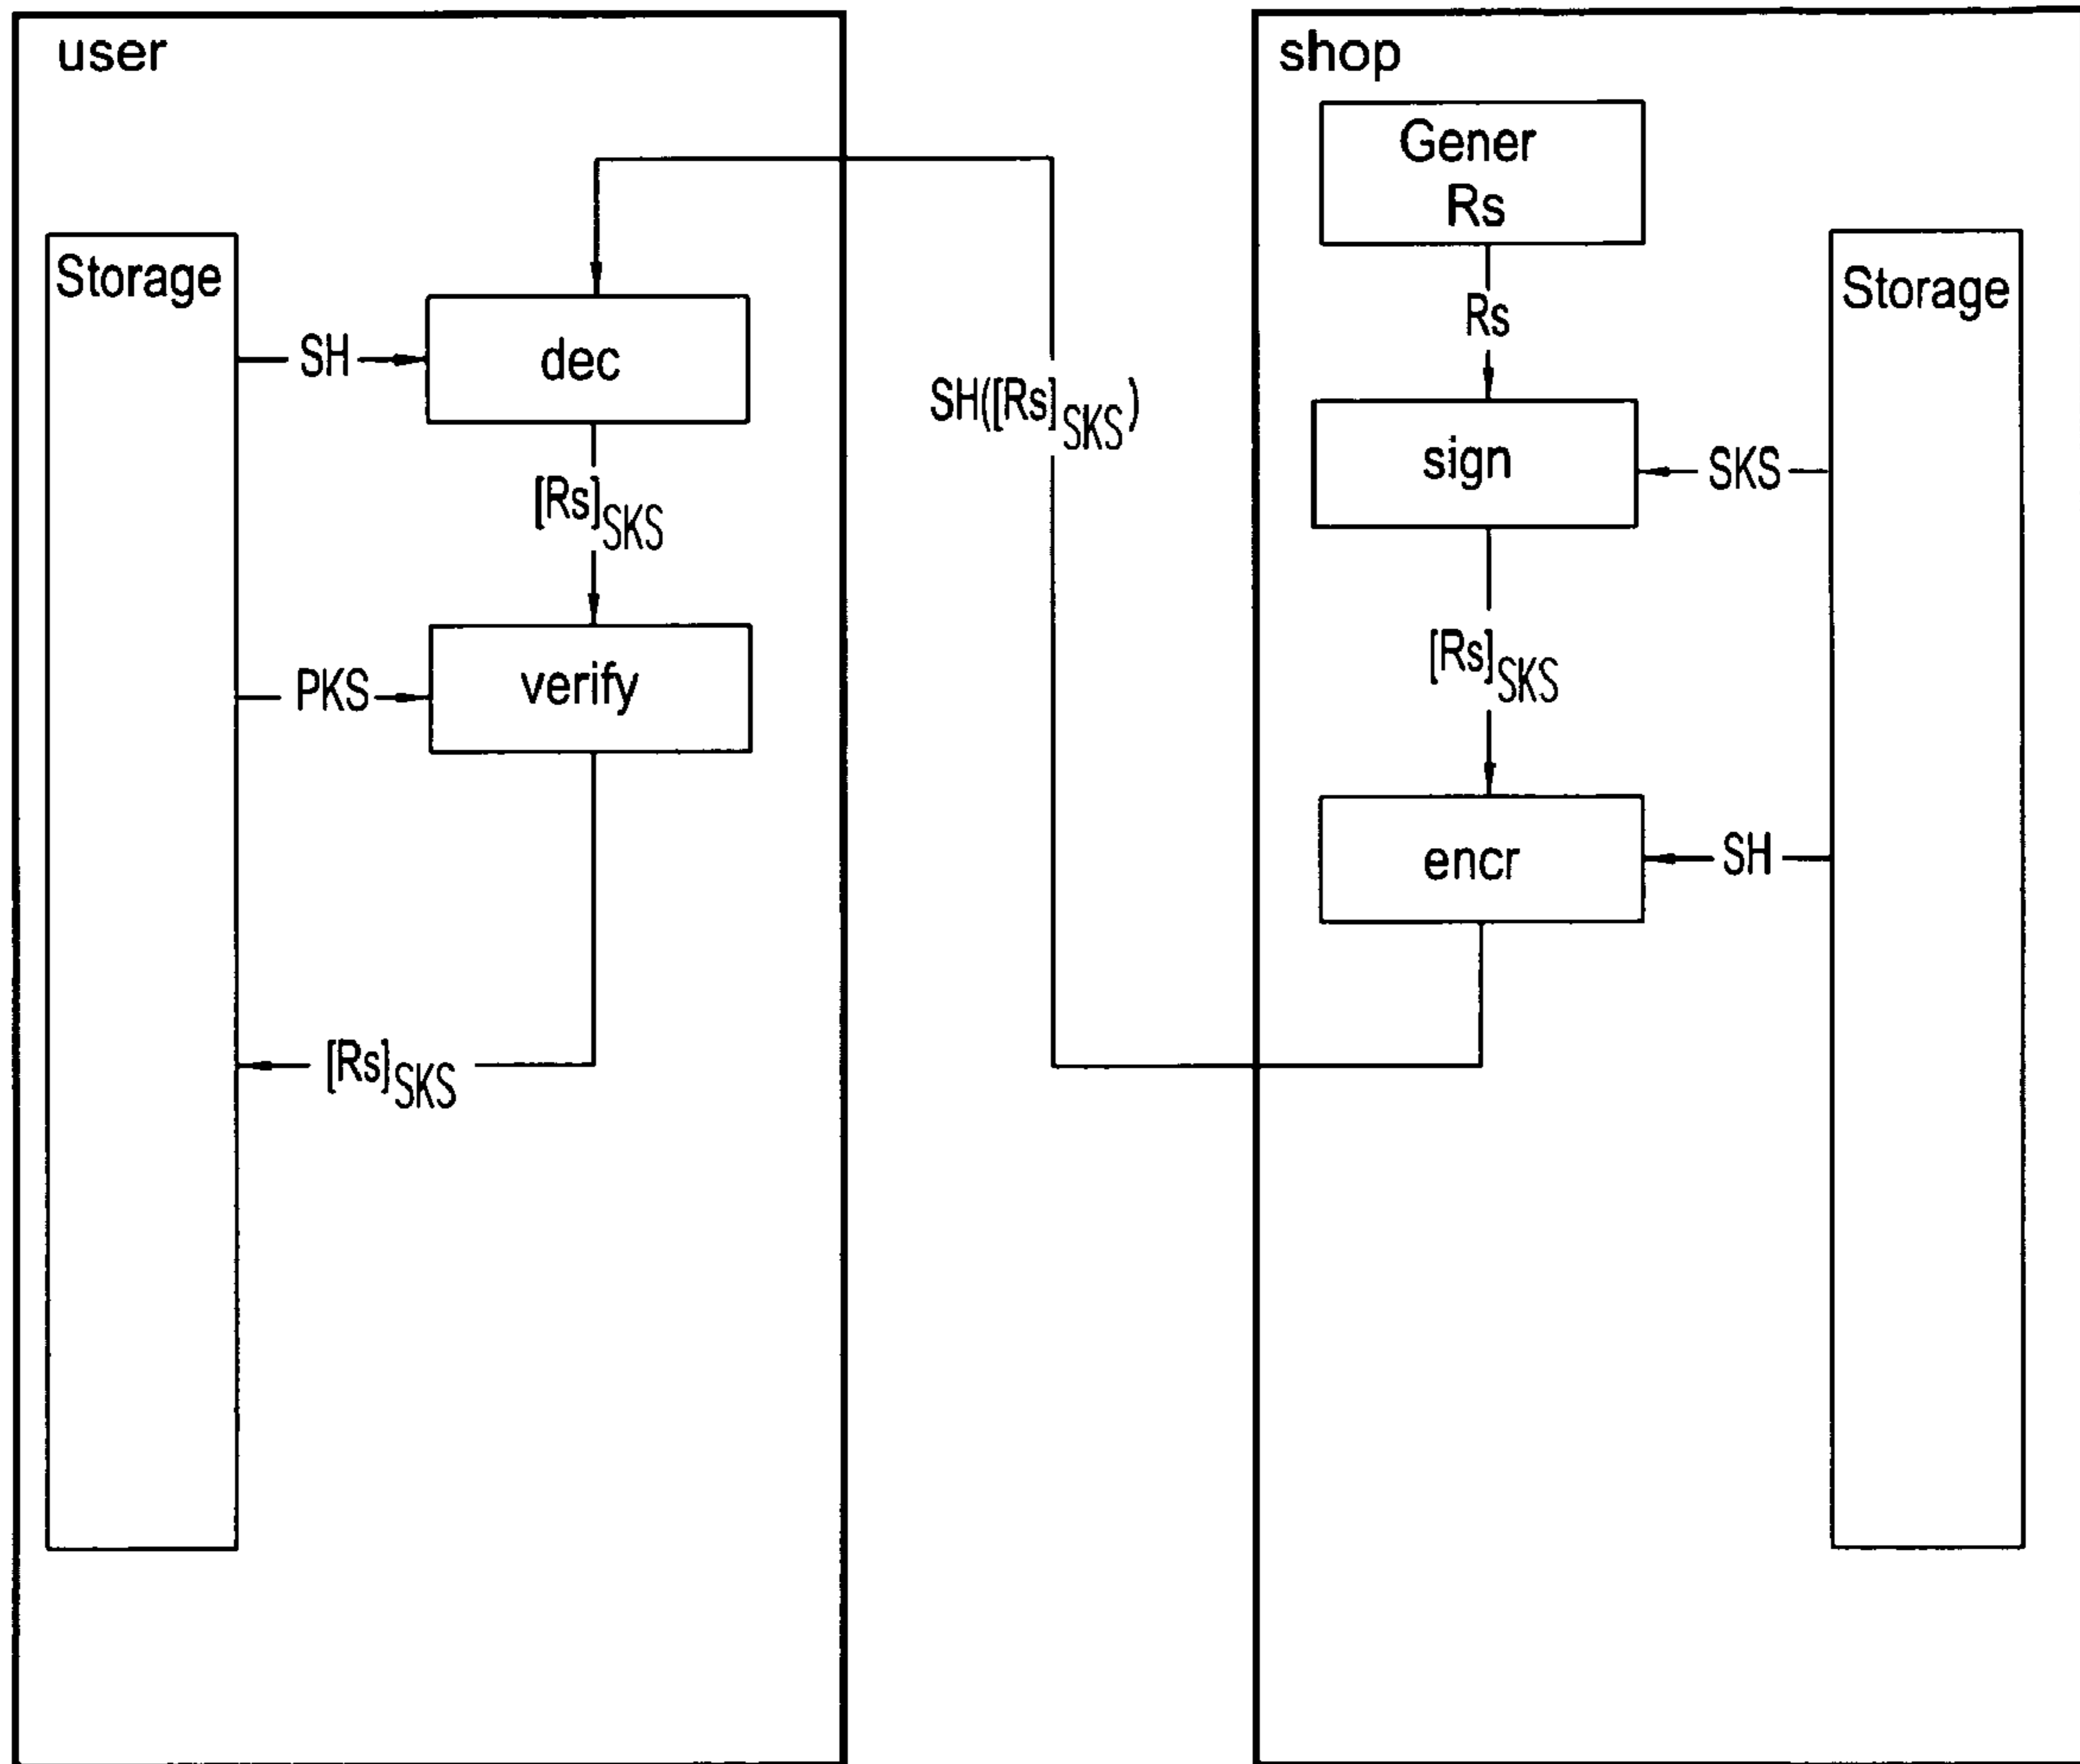 user
Storage
SH
dec
[Rs]SKS
PKS
verify
[Rs]SKS
SH([Rs]SKS)
shop
Gener
Rs
Rs
Storage
sign
SKS
[Rs]SKS
encr
SH